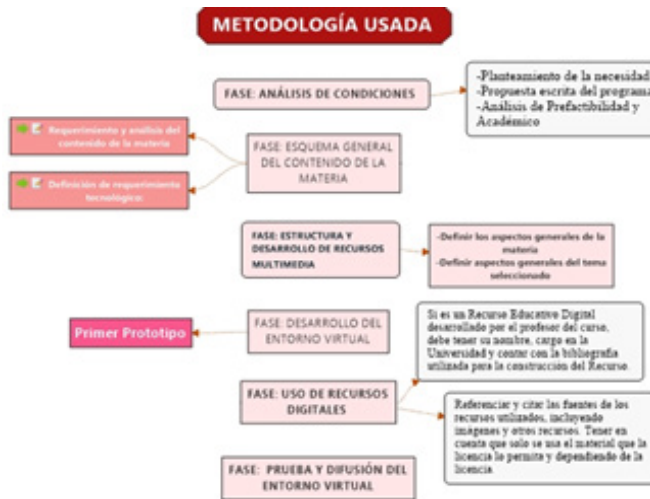 METODOLOGÍA USADA
FASE: ANÁLISIS DE CONDICIONES
-Planteamiento de la necesidad
-Propuesta escrita del programa
-Análisis de Prefactibilidad y
Académico
Requerimiento y análisis del
contenido de la materia
Definición de requerimiento
tecnológico:
FASE: ESQUEMA GENERAL
DEL CONTENIDO DE LA
MATERIA
FASE: ESTRUCTURA Y
DESARROLLO DE RECURSOS
MULTIMEDIA
-Definir los aspectos generales de la
materia
-Definir aspectos generales del tema
seleccionado
Primer Prototipo
FASE: DESARROLLO DEL
ENTORNO VIRTUAL
Si es un Recurso Educativo Digital
desarrollado por el profesor del curso,
debe tener su nombre, cargo en la
Universidad y contar con la bibliografía
utilizada para la construcción del Recurso.
FASE: USO DE RECURSOS
DIGITALES
Referenciar y citar las fuentes de los
recursos utilizados, incluyendo
imágenes y otros recursos. Tener en
cuenta que solo se usa el material que la
licencia lo permita y dependiendo de la
licencia
FASE: PRUEBA Y DIFUSIÓN DEL
ENTORNO VIRTUAL